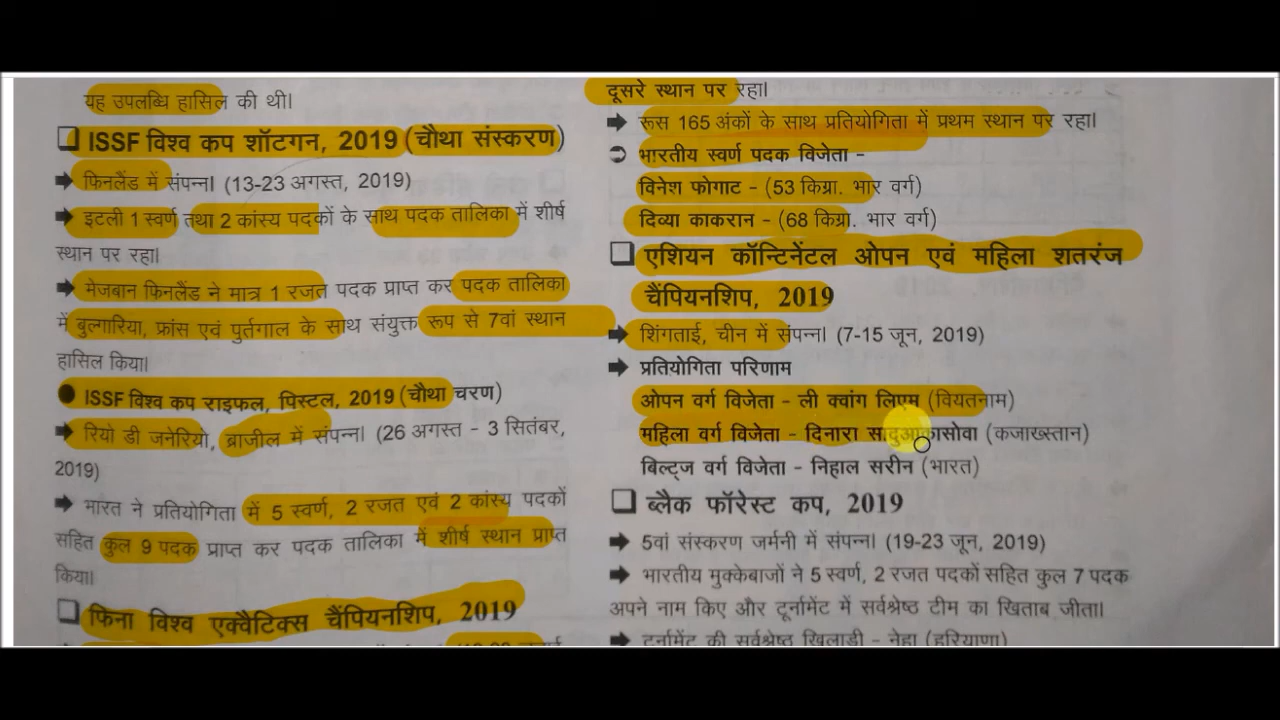 यह उपलब्धि हासिल की थी।
❑ ISSF विश्व कप शॉटगन, 2019 (चौथा संस्करण)
➡ फिनलैंड में संपन्न। (13-23 अगस्त, 2019)
➡ इटली 1 स्वर्ण तथा 2 कांस्य पदकों के साथ पदक तालिका में शीर्ष
स्थान पर रहा।
➡ मेजबान फिनलैंड ने मात्र 1 रजत पदक प्राप्त कर पदक तालिका
में बुल्गारिया, फ्रांस एवं पुर्तगाल के साथ संयुक्त रूप से 7वां स्थान
हासिल किया।
● ISSF विश्व कप राइफल, पिस्टल, 2019 (चौथा चरण)
➡ रियो डी जनेरियो, ब्राजील में संपन्न। (26 अगस्त - 3 सितंबर,
2019)
➡ भारत ने प्रतियोगिता में 5 स्वर्ण, 2 रजत एवं 2 कांस्य पदकों
सहित कुल 9 पदक प्राप्त कर पदक तालिका में शीर्ष स्थान प्राप्त
किया।
❑ फिना विश्व एक्वैटिक्स चैंपियनशिप, 2019
दूसरे स्थान पर रहा।
➡ रूस 165 अंकों के साथ प्रतियोगिता में प्रथम स्थान पर रहा।
➲ भारतीय स्वर्ण पदक विजेता -
विनेश फोगाट - (53 किग्रा. भार वर्ग)
दिव्या काकरान - (68 किग्रा. भार वर्ग)
❑ एशियन कॉन्टिनेंटल ओपन एवं महिला शतरंज
चैंपियनशिप, 2019
➡ शिंगताई, चीन में संपन्न। (7-15 जून, 2019)
➡ प्रतियोगिता परिणाम
ओपन वर्ग विजेता - ली क्वांग लिएम (वियतनाम)
महिला वर्ग विजेता - दिनारा सादुआकासोवा (कजाख्स्तान)
बिल्ट्ज वर्ग विजेता - निहाल सरीन (भारत)
❑ ब्लैक फॉरेस्ट कप, 2019
➡ 5वां संस्करण जर्मनी में संपन्न। (19-23 जून, 2019)
➡ भारतीय मुक्केबाजों ने 5 स्वर्ण, 2 रजत पदकों सहित कुल 7 पदक
अपने नाम किए और टूर्नामेंट में सर्वश्रेष्ठ टीम का खिताब जीता।
➡ टूर्नामेंट की सर्वश्रेष्ठ खिलाड़ी - नेहा (हरियाणा)